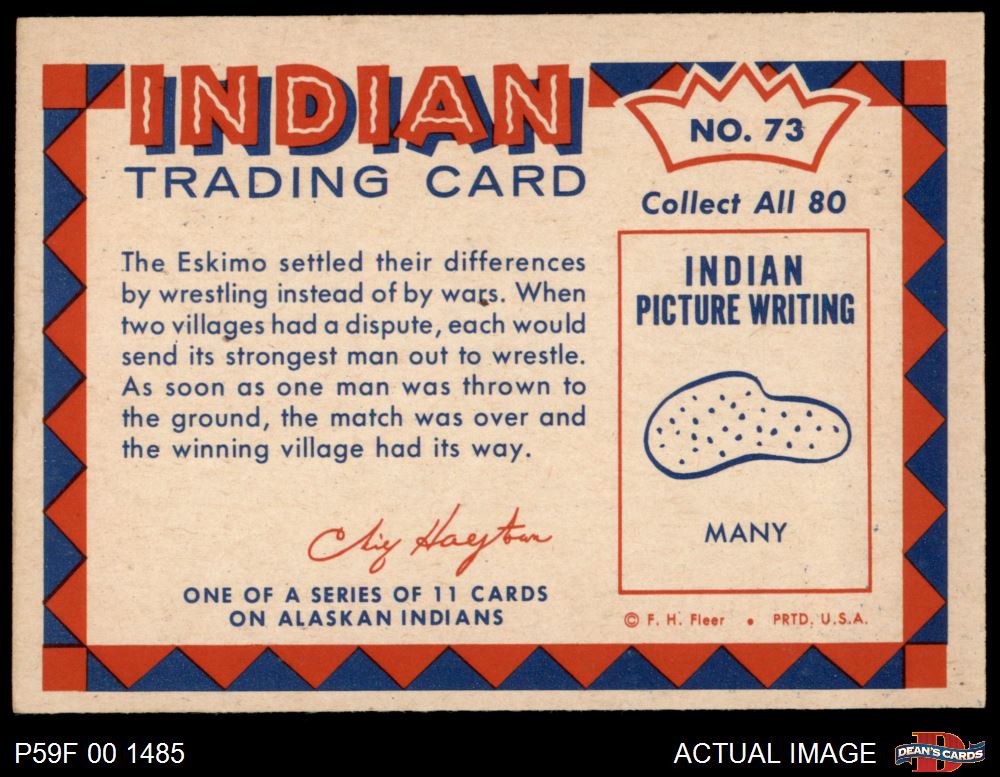 INDIAN
TRADING CARD
NO. 73
Collect All 80
The Eskimo settled their differences
by wrestling instead of by wars. When
two villages had a dispute, each would
send its strongest man out to wrestle.
As soon as one man was thrown to
the ground, the match was over and
the winning village had its way.
Chief Hagstrom
ONE OF A SERIES OF 11 CARDS
ON ALASKAN INDIANS
INDIAN
PICTURE WRITING
MANY
© F. H. Fleer • PRTD. U.S.A.
P59F 00 1485
ACTUAL IMAGE
D
DEAN'S CARDS